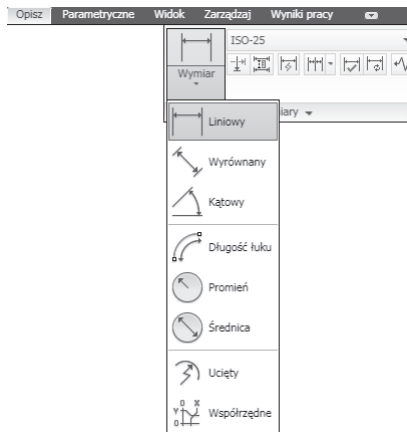 Opisz Parametryczne Widok Zarządzaj Wyniki pracy
ISO-25
Wymiar
iary
Liniowy
Wyrównany
Kątowy
Długość łuku
Promień
Średnica
Ucięty
Współrzędne